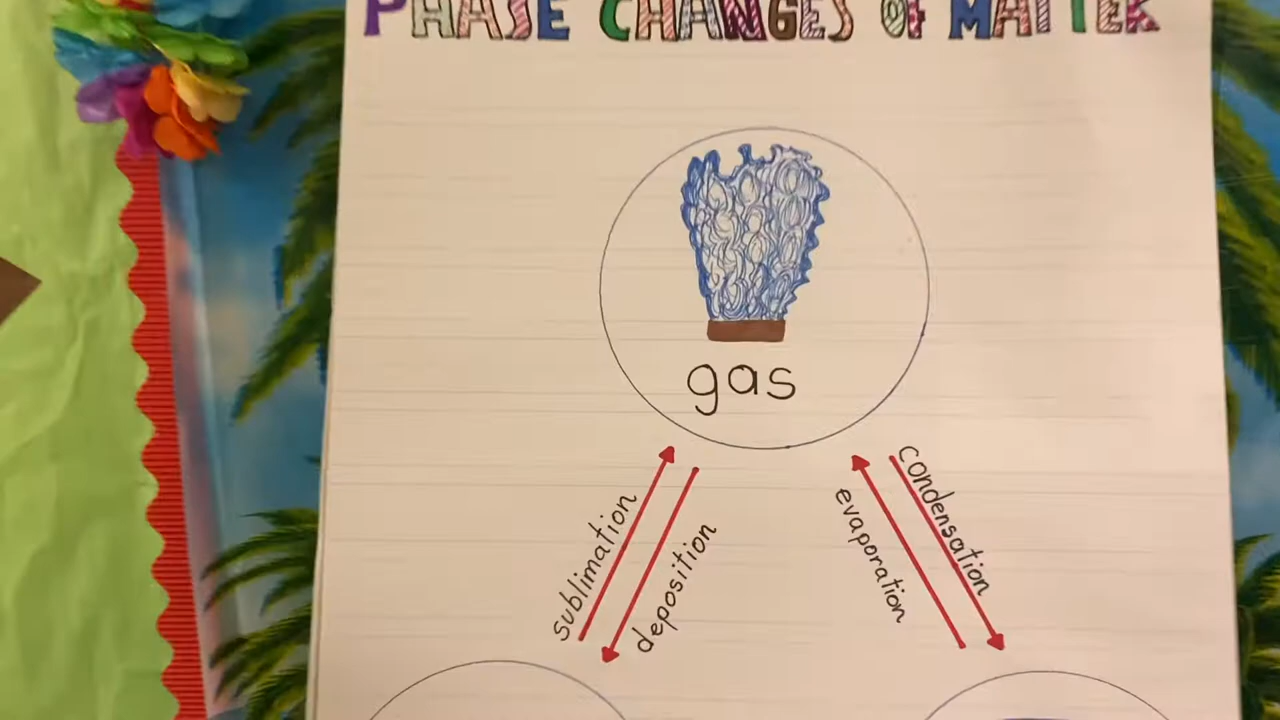 PHASE CHANGES OF MATTER
gas
sublimation
deposition
evaporation
condensation